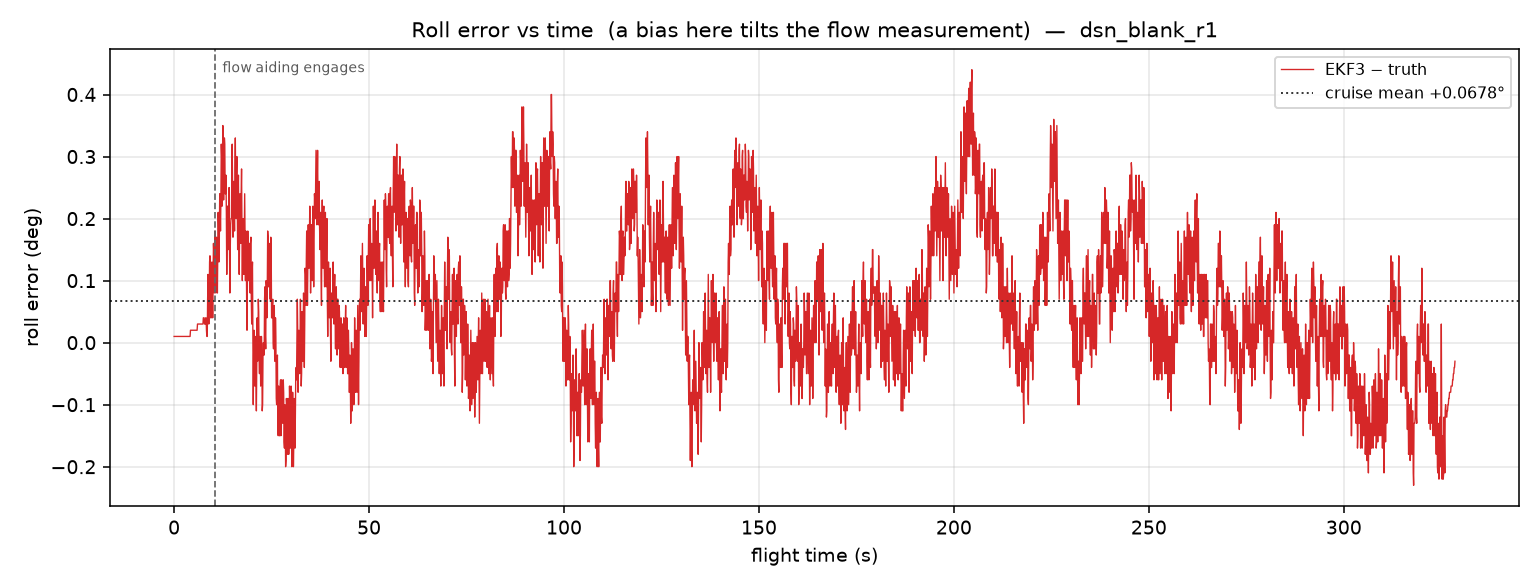 Roll error vs time  (a bias here tilts the flow measurement)  —  dsn_blank_r1
flow aiding engages
EKF3 − truth
cruise mean +0.0678°
roll error (deg)
0.4
0.3
0.2
0.1
0.0
−0.1
−0.2
0
50
100
150
200
250
300
flight time (s)